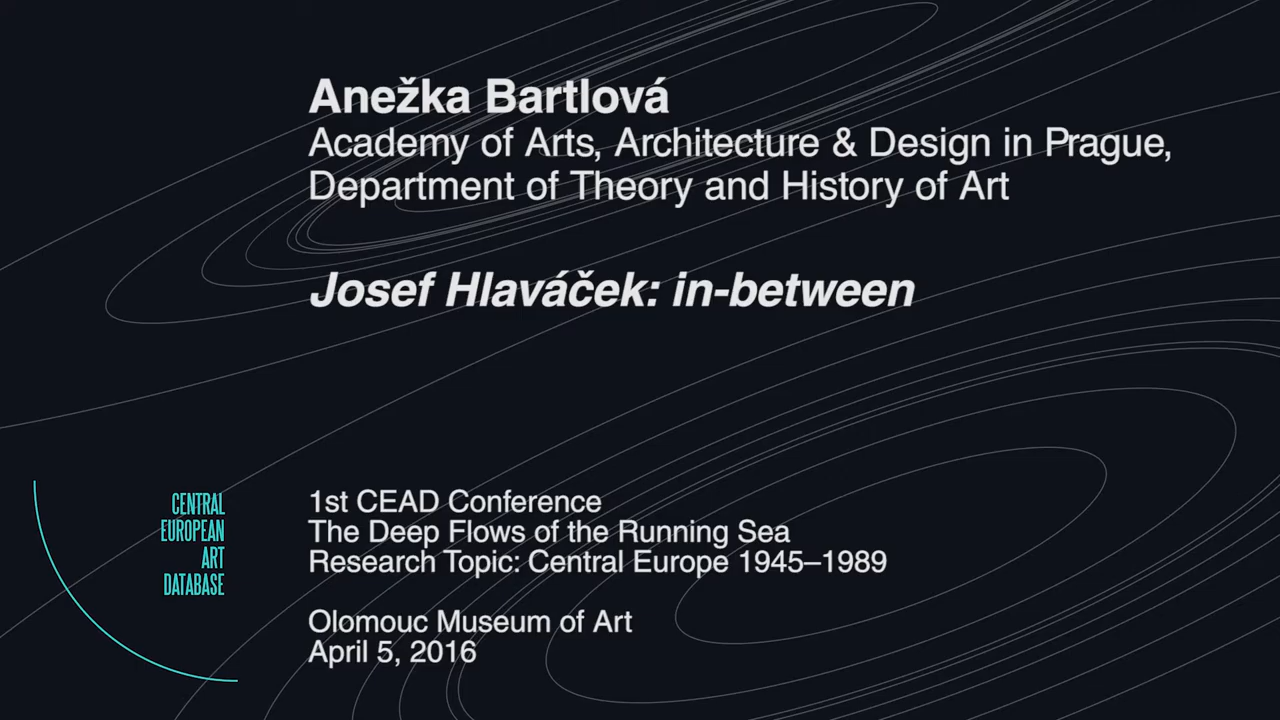 Anežka Bartlová
Academy of Arts, Architecture & Design in Prague,
Department of Theory and History of Art
Josef Hlaváček: in-between
CENTRAL
EUROPEAN
ART
DATABASE
1st CEAD Conference
The Deep Flows of the Running Sea
Research Topic: Central Europe 1945–1989
Olomouc Museum of Art
April 5, 2016